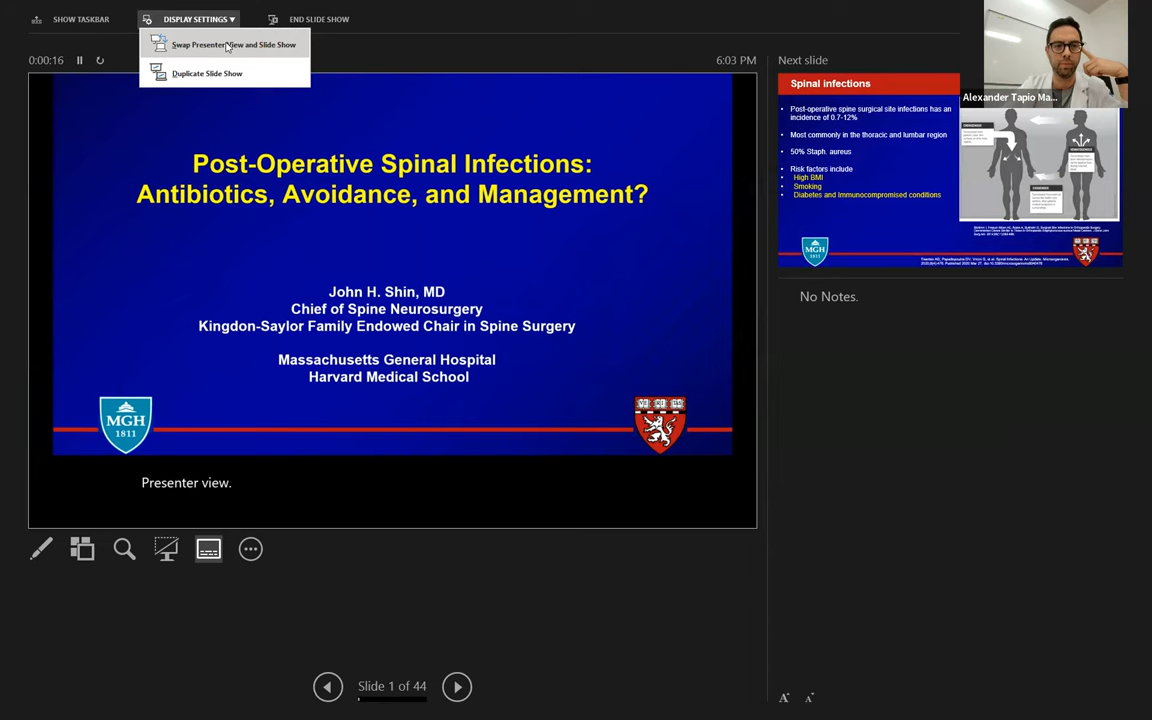 SHOW TASKBAR
DISPLAY SETTINGS ▼
END SLIDE SHOW
Swap Presenter View and Slide Show
Duplicate Slide Show
0:00:16
6:03 PM
Next slide
Alexander Tapio Ma...
Post-Operative Spinal Infections:
Antibiotics, Avoidance, and Management?
John H. Shin, MD
Chief of Spine Neurosurgery
Kingdon-Saylor Family Endowed Chair in Spine Surgery
Massachusetts General Hospital
Harvard Medical School
MGH
1811
Presenter view.
Slide 1 of 44
Spinal infections
• Post-operative spine surgical site infections has an
incidence of 0.7-12%
• Most commonly in the thoracic and lumbar region
• 50% Staph. aureus
• Risk factors include
• High BMI
• Smoking
• Diabetes and Immunocompromised conditions
MGH
1811
No Notes.
A
A